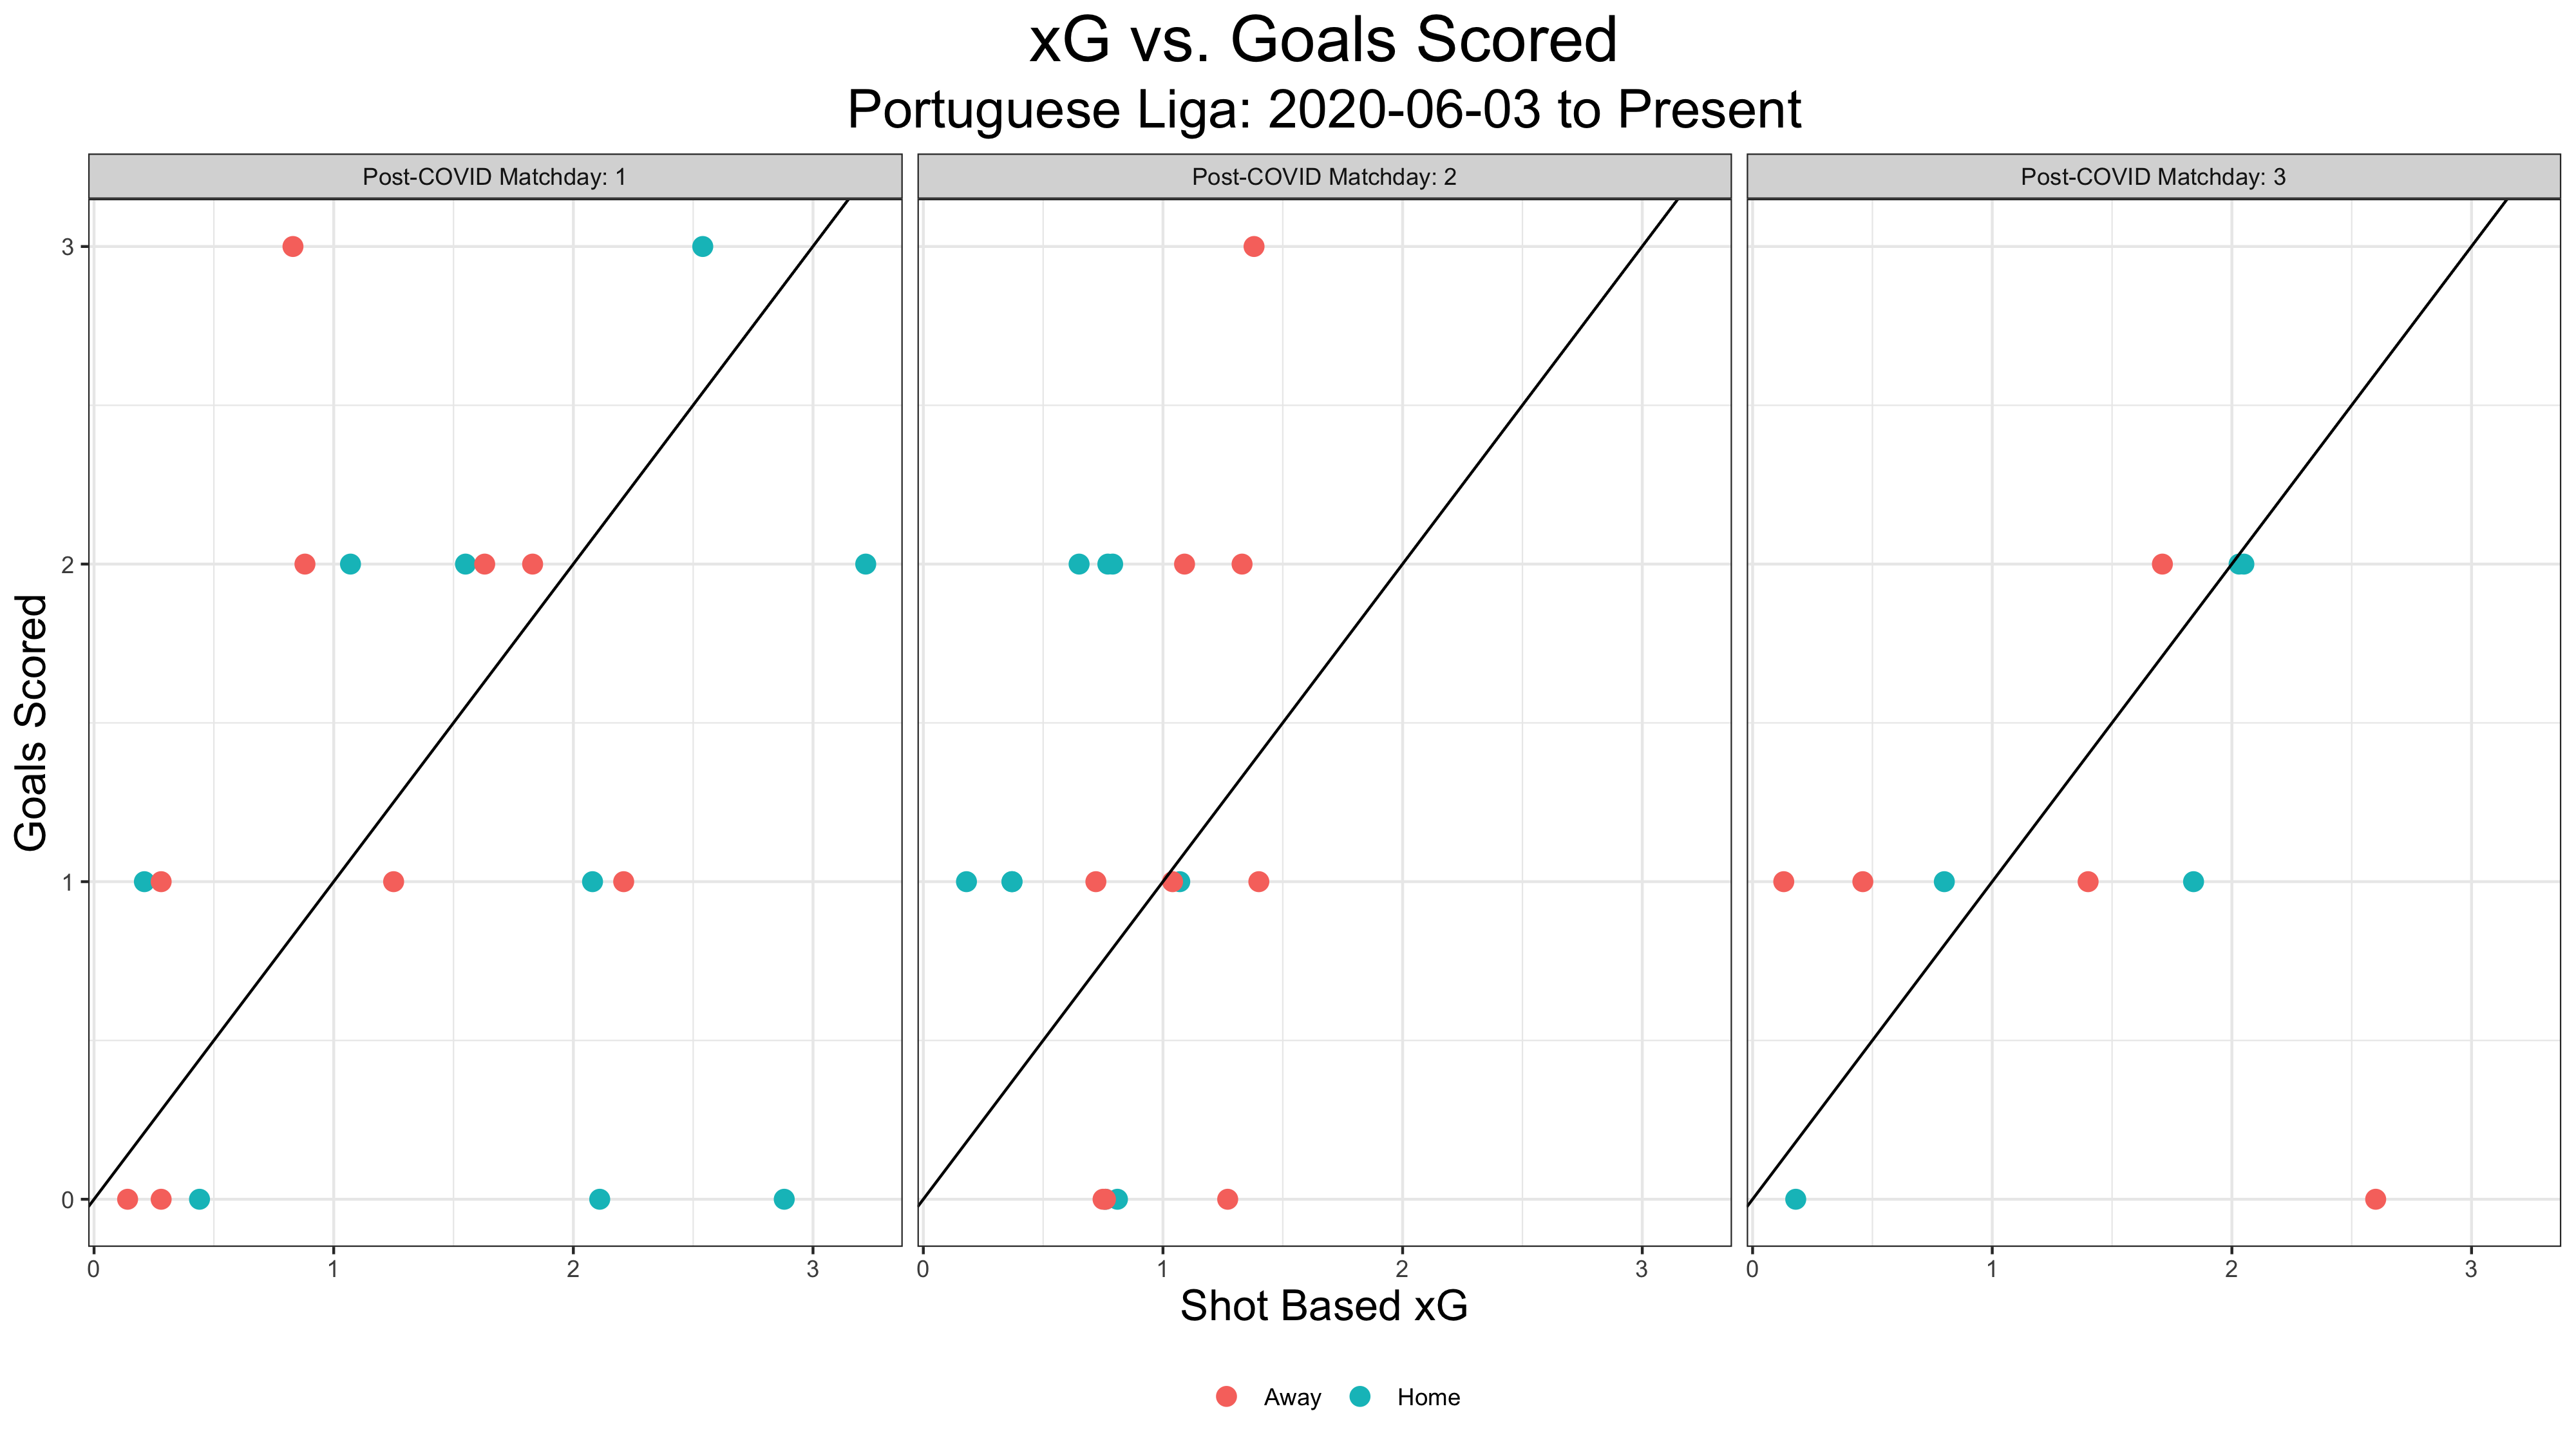 xG vs. Goals Scored
Portuguese Liga: 2020-06-03 to Present
Post-COVID Matchday: 1
Post-COVID Matchday: 2
Post-COVID Matchday: 3
Goals Scored
3
2
1
0
0 1 2 3
0 1 2 3
0 1 2 3
Shot Based xG
Away Home